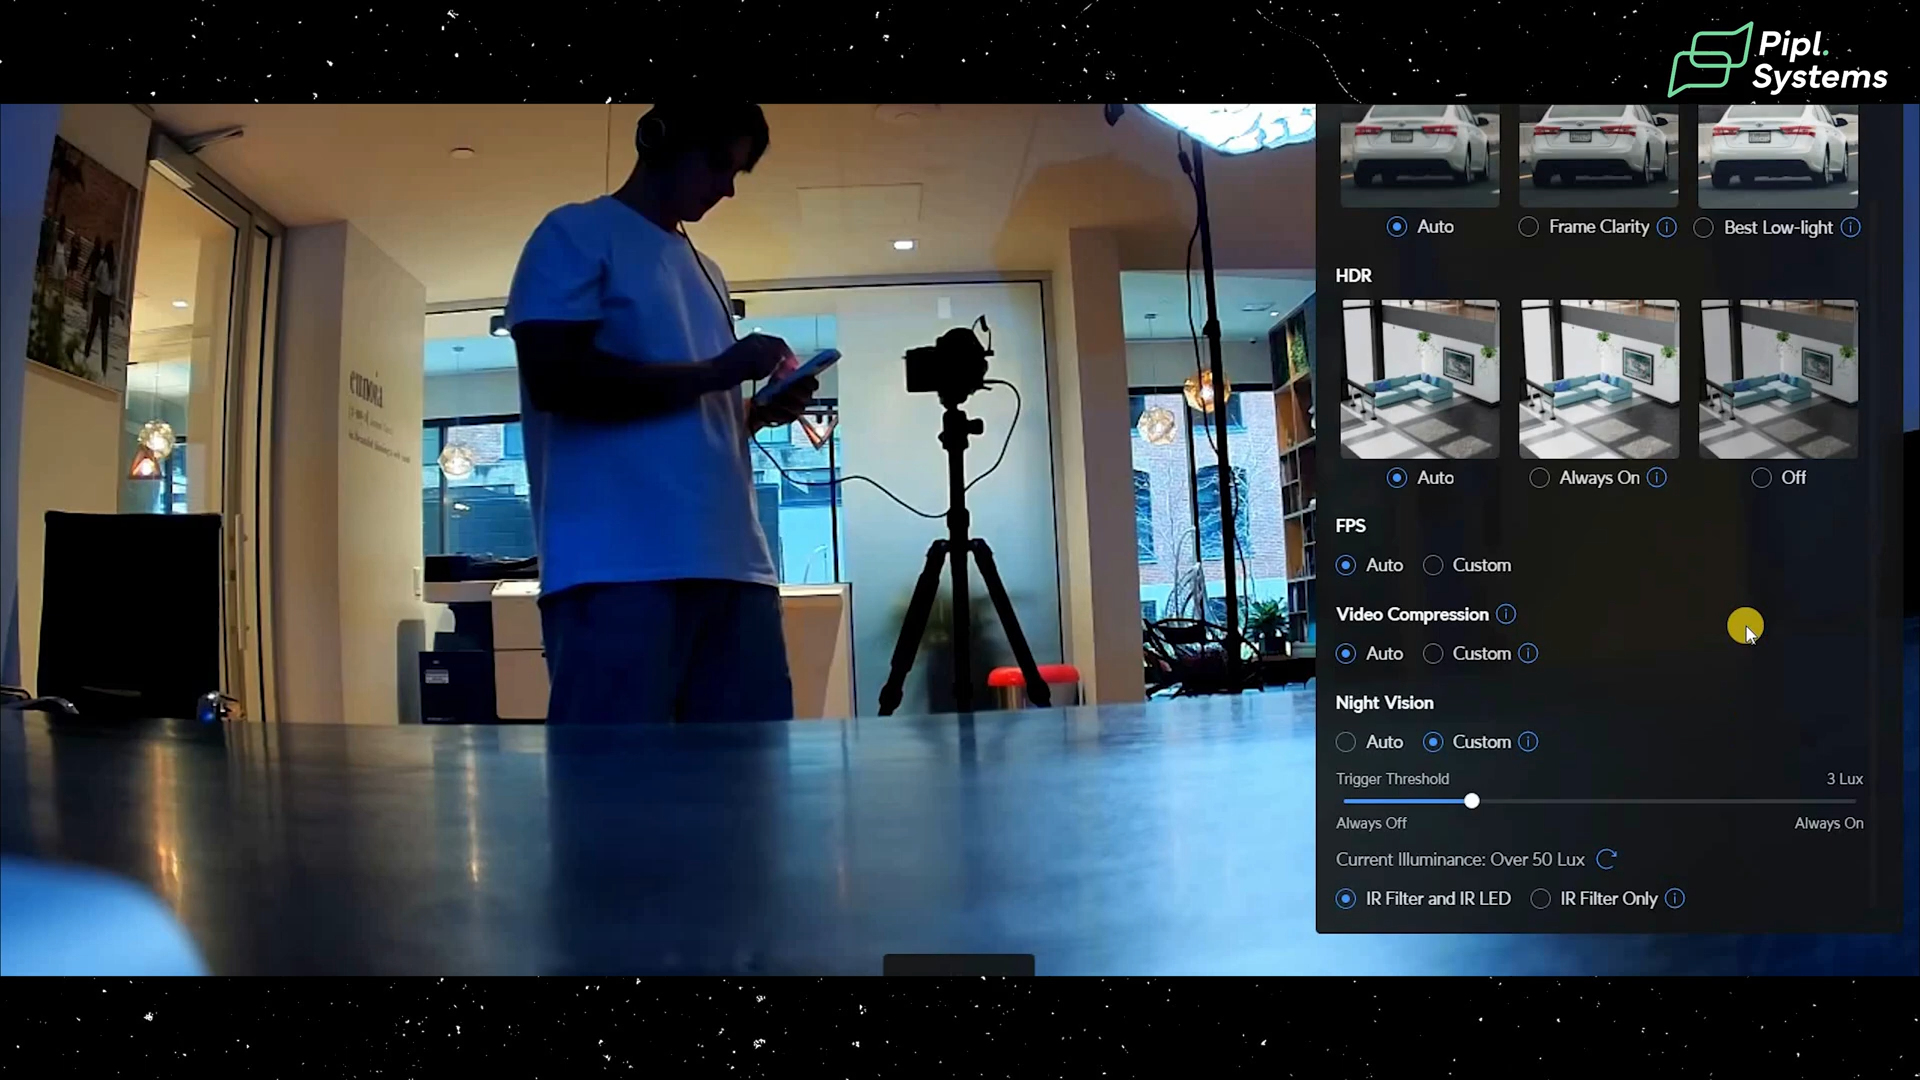 Pipl.
Systems
eunoia
Auto
Frame Clarity
Best Low-light
HDR
Auto
Always On
Off
FPS
Auto
Custom
Video Compression
Auto
Custom
Night Vision
Auto
Custom
Trigger Threshold
3 Lux
Always Off
Always On
Current Illuminance: Over 50 Lux
IR Filter and IR LED
IR Filter Only